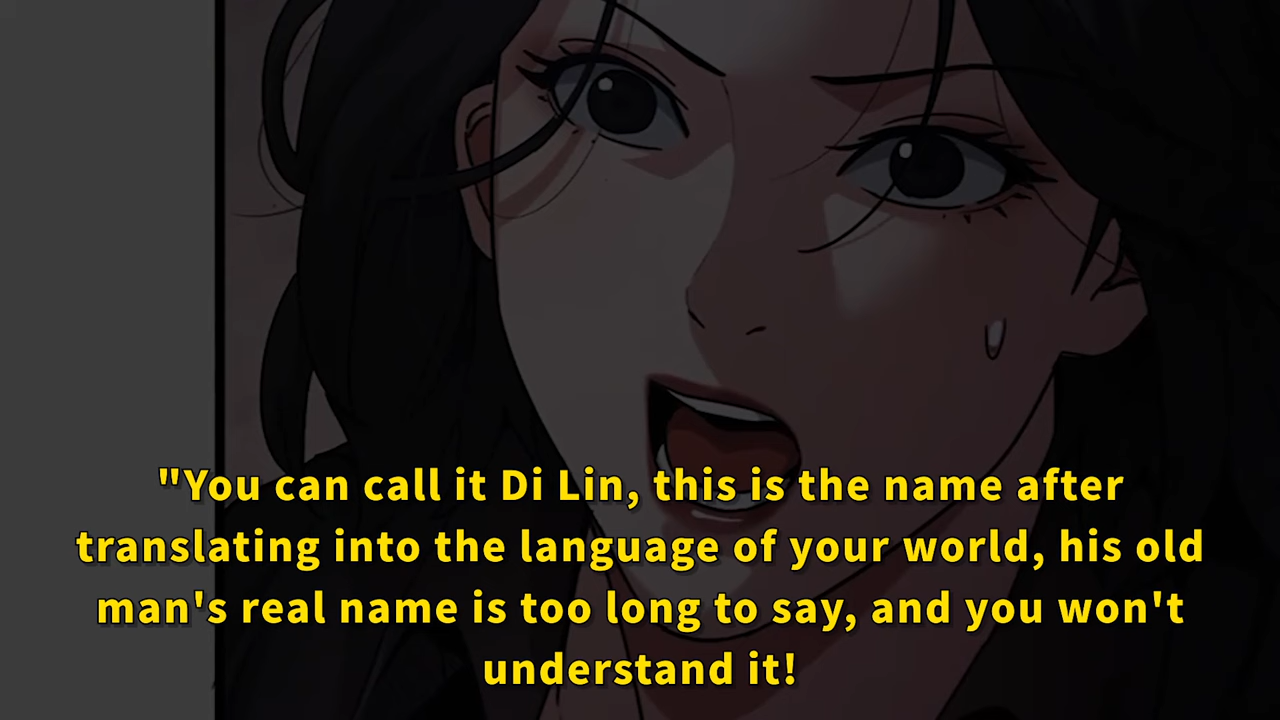 "You can call it Di Lin, this is the name after
translating into the language of your world, his old
man's real name is too long to say, and you won't
understand it!